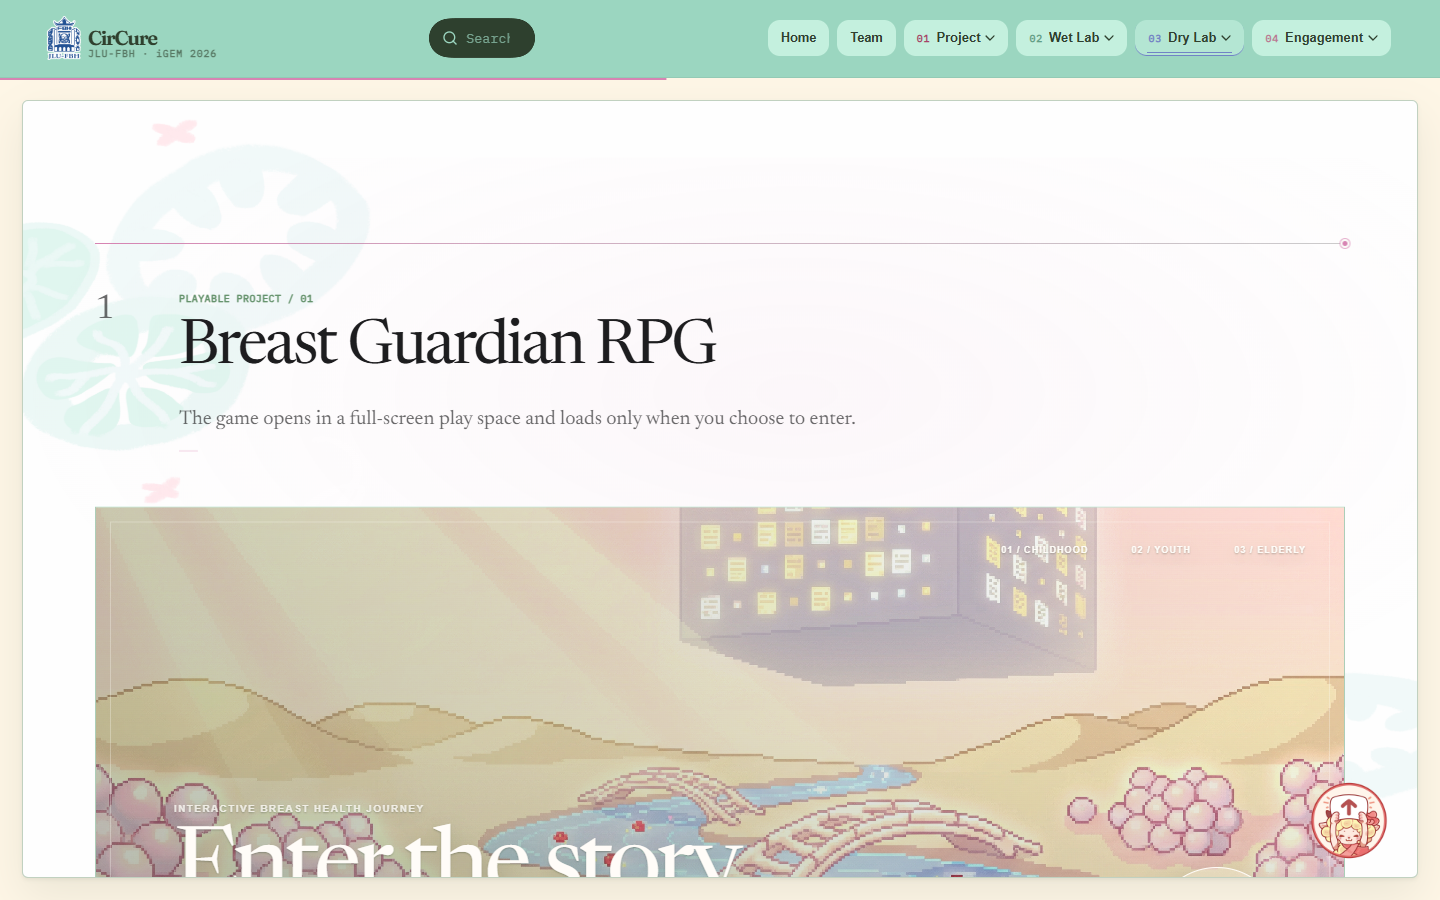 CirCure
JLU-FBH · iGEM 2026
JLU-FBH
Search
Home
Team
01 Project
02 Wet Lab
03 Dry Lab
04 Engagement
1
PLAYABLE PROJECT / 01
Breast Guardian RPG
The game opens in a full-screen play space and loads only when you choose to enter.
01 / CHILDHOOD
02 / YOUTH
03 / ELDERLY
INTERACTIVE BREAST HEALTH JOURNEY
Enter the story